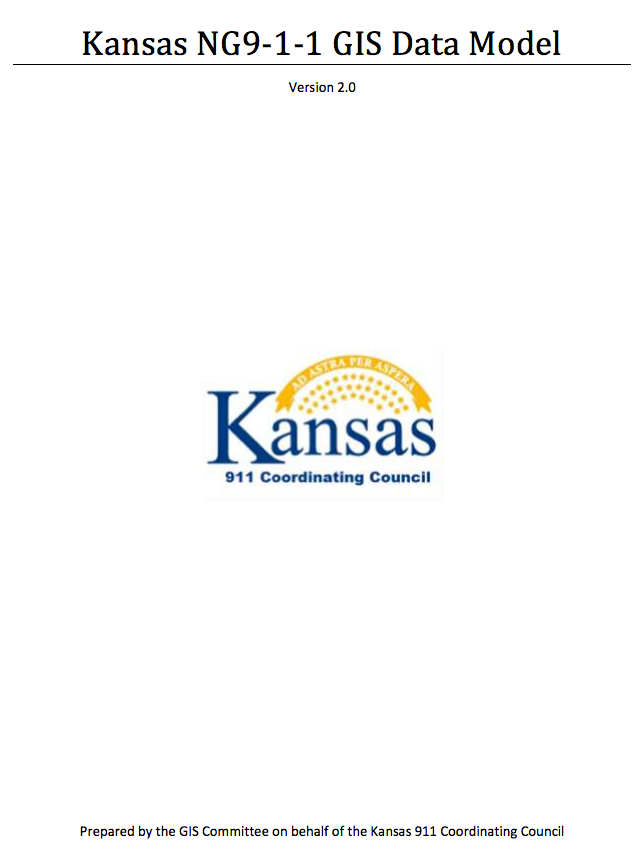 Kansas NG9-1-1 GIS Data Model
Version 2.0
AD ASTRA PER ASPERA
Kansas
911 Coordinating Council
Prepared by the GIS Committee on behalf of the Kansas 911 Coordinating Council